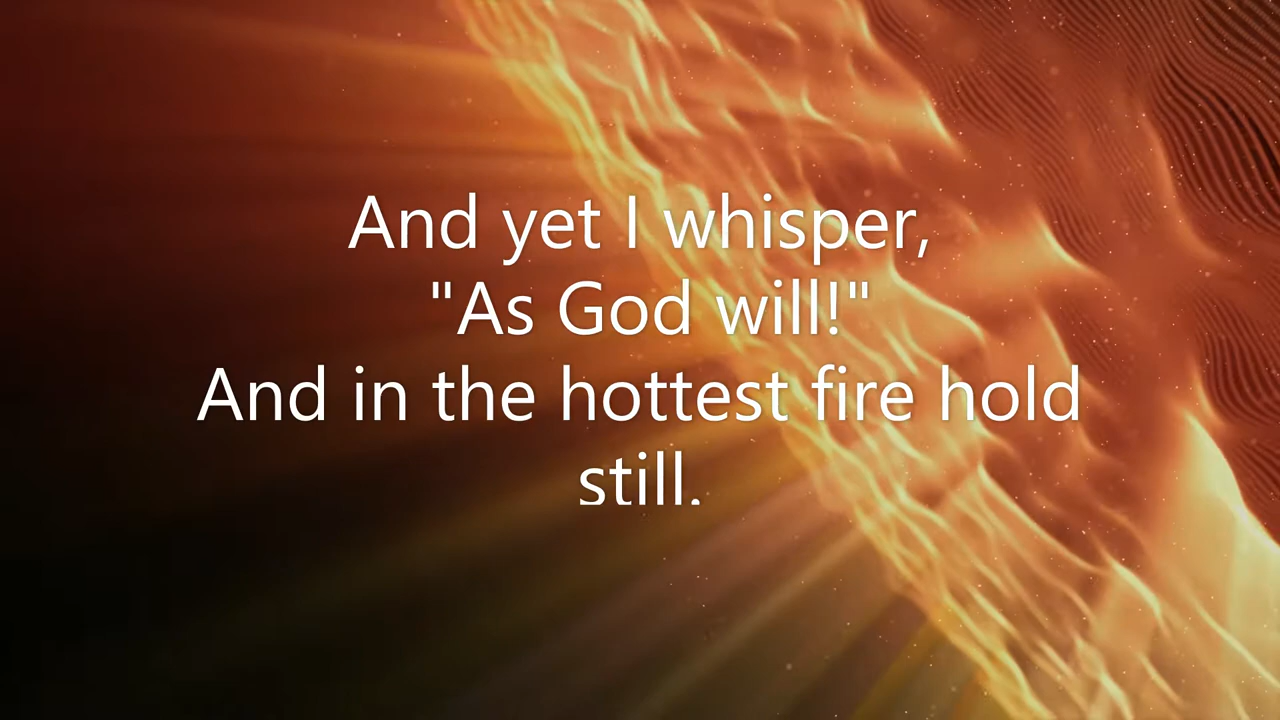 And yet I whisper,
"As God will!"
And in the hottest fire hold
still.